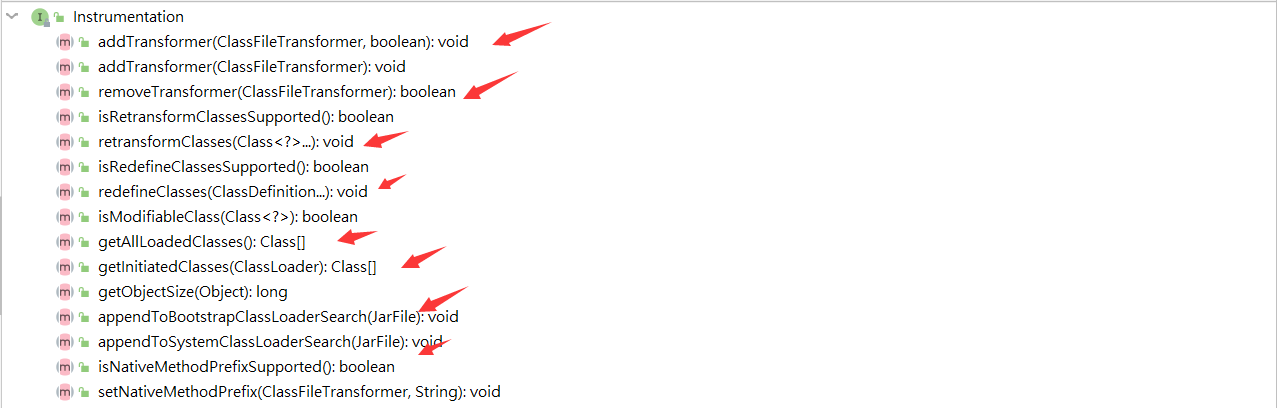 Instrumentation
addTransformer(ClassFileTransformer, boolean): void
addTransformer(ClassFileTransformer): void
removeTransformer(ClassFileTransformer): boolean
isRetransformClassesSupported(): boolean
retransformClasses(Class<?>...): void
isRedefineClassesSupported(): boolean
redefineClasses(ClassDefinition...): void
isModifiableClass(Class<?>): boolean
getAllLoadedClasses(): Class[]
getInitiatedClasses(ClassLoader): Class[]
getObjectSize(Object): long
appendToBootstrapClassLoaderSearch(JarFile): void
appendToSystemClassLoaderSearch(JarFile): void
isNativeMethodPrefixSupported(): boolean
setNativeMethodPrefix(ClassFileTransformer, String): void